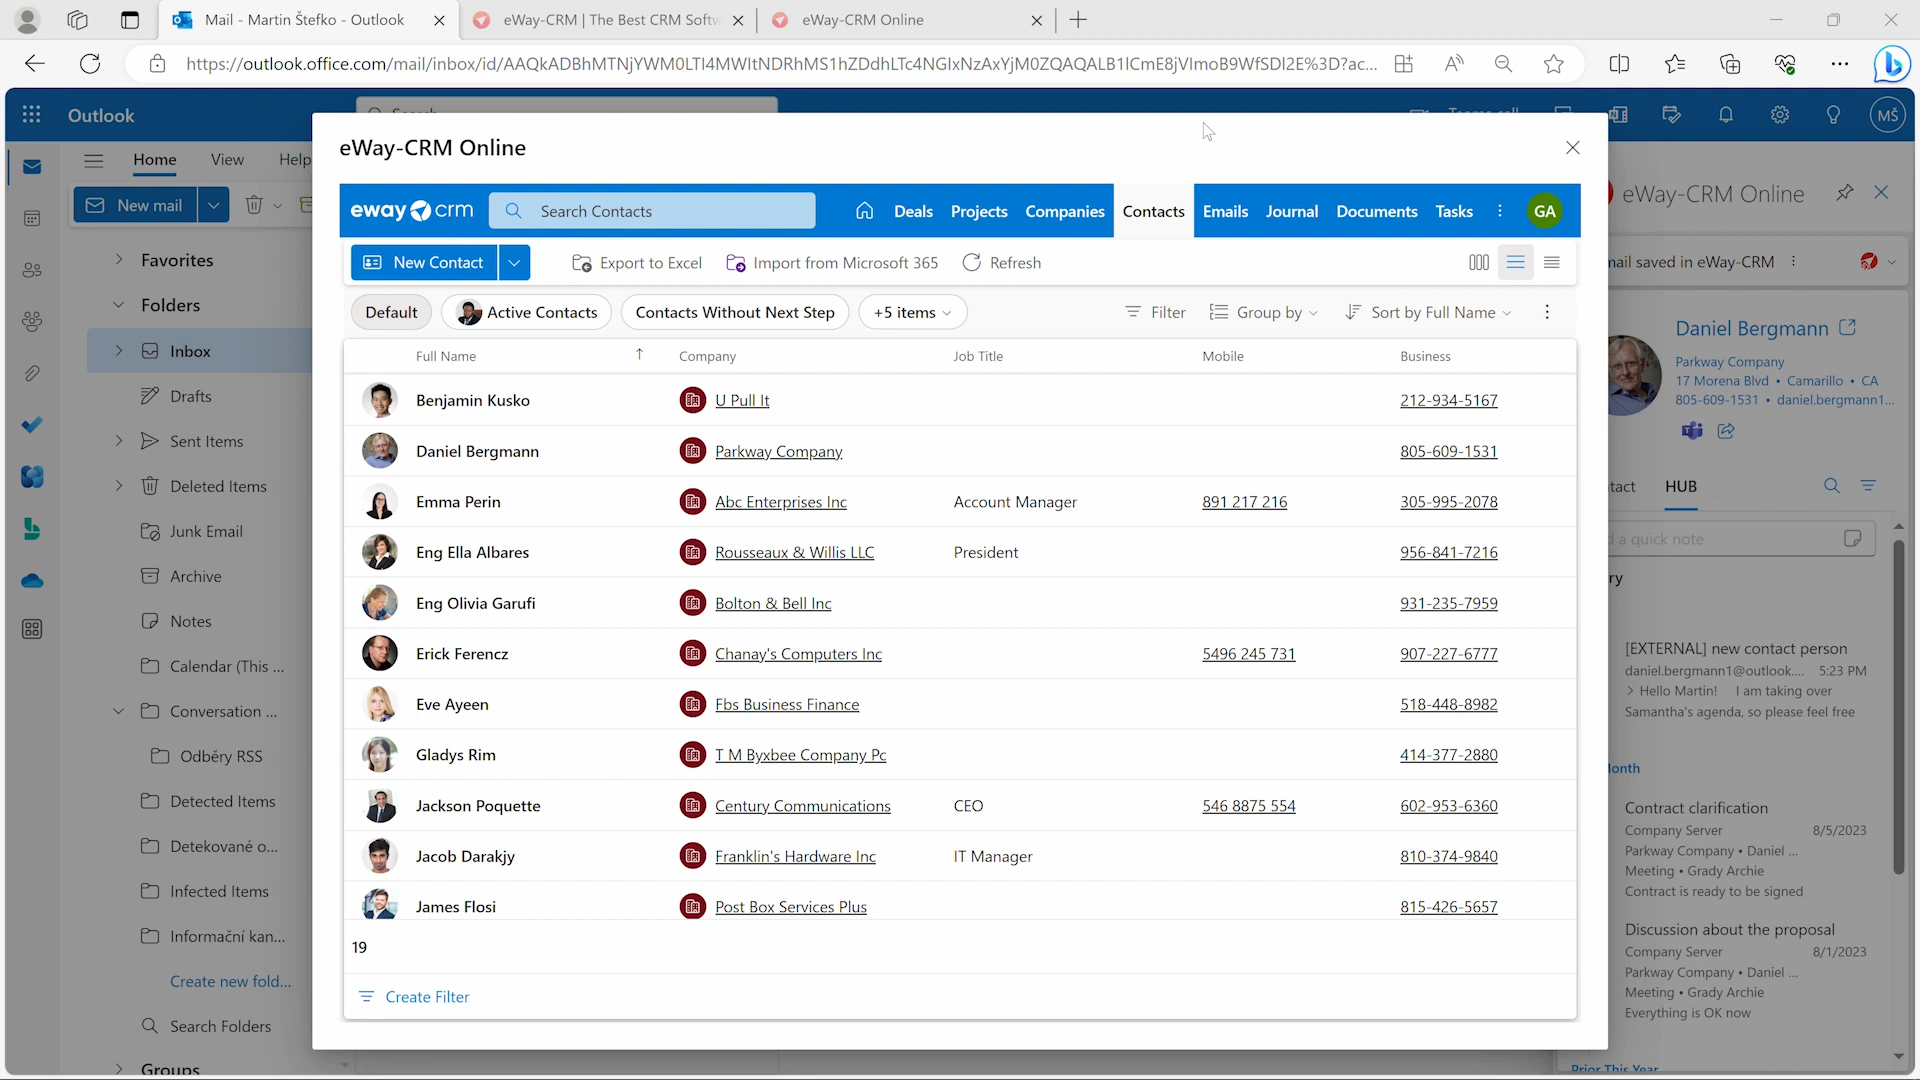 Mail - Martin Štefko - Outlook
eWay-CRM | The Best CRM Softw
eWay-CRM Online
https://outlook.office.com/mail/inbox/id/AAQkADBhMTNjYWM0LTI4MWItNDRhMS1hZDdhLTc4NGIxNzAxYjM0ZQAQALB1lCmE8jVImoB9WfSDl2E%3D?ac...
Outlook
MŠ
Home
View
Help
New mail
Favorites
Folders
Inbox
Drafts
Sent Items
Deleted Items
Junk Email
Archive
Notes
Calendar (This ...
Conversation ...
Odběry RSS
Detected Items
Detekované o...
Infected Items
Informační kan...
Create new fold...
Search Folders
Groups
eWay-CRM Online
eway crm
Search Contacts
Deals
Projects
Companies
Contacts
Emails
Journal
Documents
Tasks
GA
New Contact
Export to Excel
Import from Microsoft 365
Refresh
Default
Active Contacts
Contacts Without Next Step
+5 items
Filter
Group by
Sort by Full Name
Full Name Company Job Title Mobile Business
Benjamin Kusko U Pull It 212-934-5167
Daniel Bergmann Parkway Company 805-609-1531
Emma Perin Abc Enterprises Inc Account Manager 891 217 216 305-995-2078
Eng Ella Albares Rousseaux & Willis LLC President 956-841-7216
Eng Olivia Garufi Bolton & Bell Inc 931-235-7959
Erick Ferencz Chanay's Computers Inc 5496 245 731 907-227-6777
Eve Ayeen Fbs Business Finance 518-448-8982
Gladys Rim T M Byxbee Company Pc 414-377-2880
Jackson Poquette Century Communications CEO 546 8875 554 602-953-6360
Jacob Darakjy Franklin's Hardware Inc IT Manager 810-374-9840
James Flosi Post Box Services Plus 815-426-5657
19
Create Filter
eWay-CRM Online
mail saved in eWay-CRM
Daniel Bergmann
Parkway Company
17 Morena Blvd • Camarillo • CA
805-609-1531 • daniel.bergmann1...
tact
HUB
d a quick note
ry
[EXTERNAL] new contact person
daniel.bergmann1@outlook.... 5:23 PM
> Hello Martin! I am taking over
Samantha's agenda, so please feel free
Month
Contract clarification
Company Server 8/5/2023
Parkway Company • Daniel ...
Meeting • Grady Archie
Contract is ready to be signed
Discussion about the proposal
Company Server 8/1/2023
Parkway Company • Daniel ...
Meeting • Grady Archie
Everything is OK now
Prior This Year